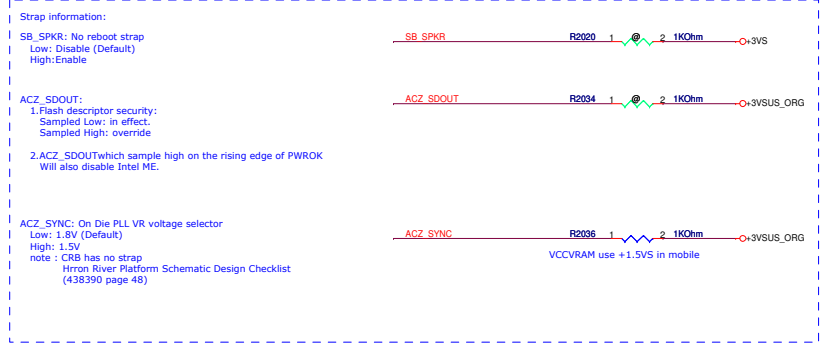 Strap information:
SB_SPKR: No reboot strap
Low: Disable (Default)
High:Enable
SB_SPKR R2020 1 @ 2 1KOhm +3VS
ACZ_SDOUT:
1.Flash descriptor security:
Sampled Low: in effect.
Sampled High: override
ACZ_SDOUT R2034 1 @ 2 1KOhm +3VSUS_ORG
2.ACZ_SDOUTwhich sample high on the rising edge of PWROK
Will also disable Intel ME.
ACZ_SYNC: On Die PLL VR voltage selector
Low: 1.8V (Default)
High: 1.5V
note : CRB has no strap
Hrron River Platform Schematic Design Checklist
(438390 page 48)
ACZ_SYNC R2036 1 2 1KOhm +3VSUS_ORG
VCCVRAM use +1.5VS in mobile